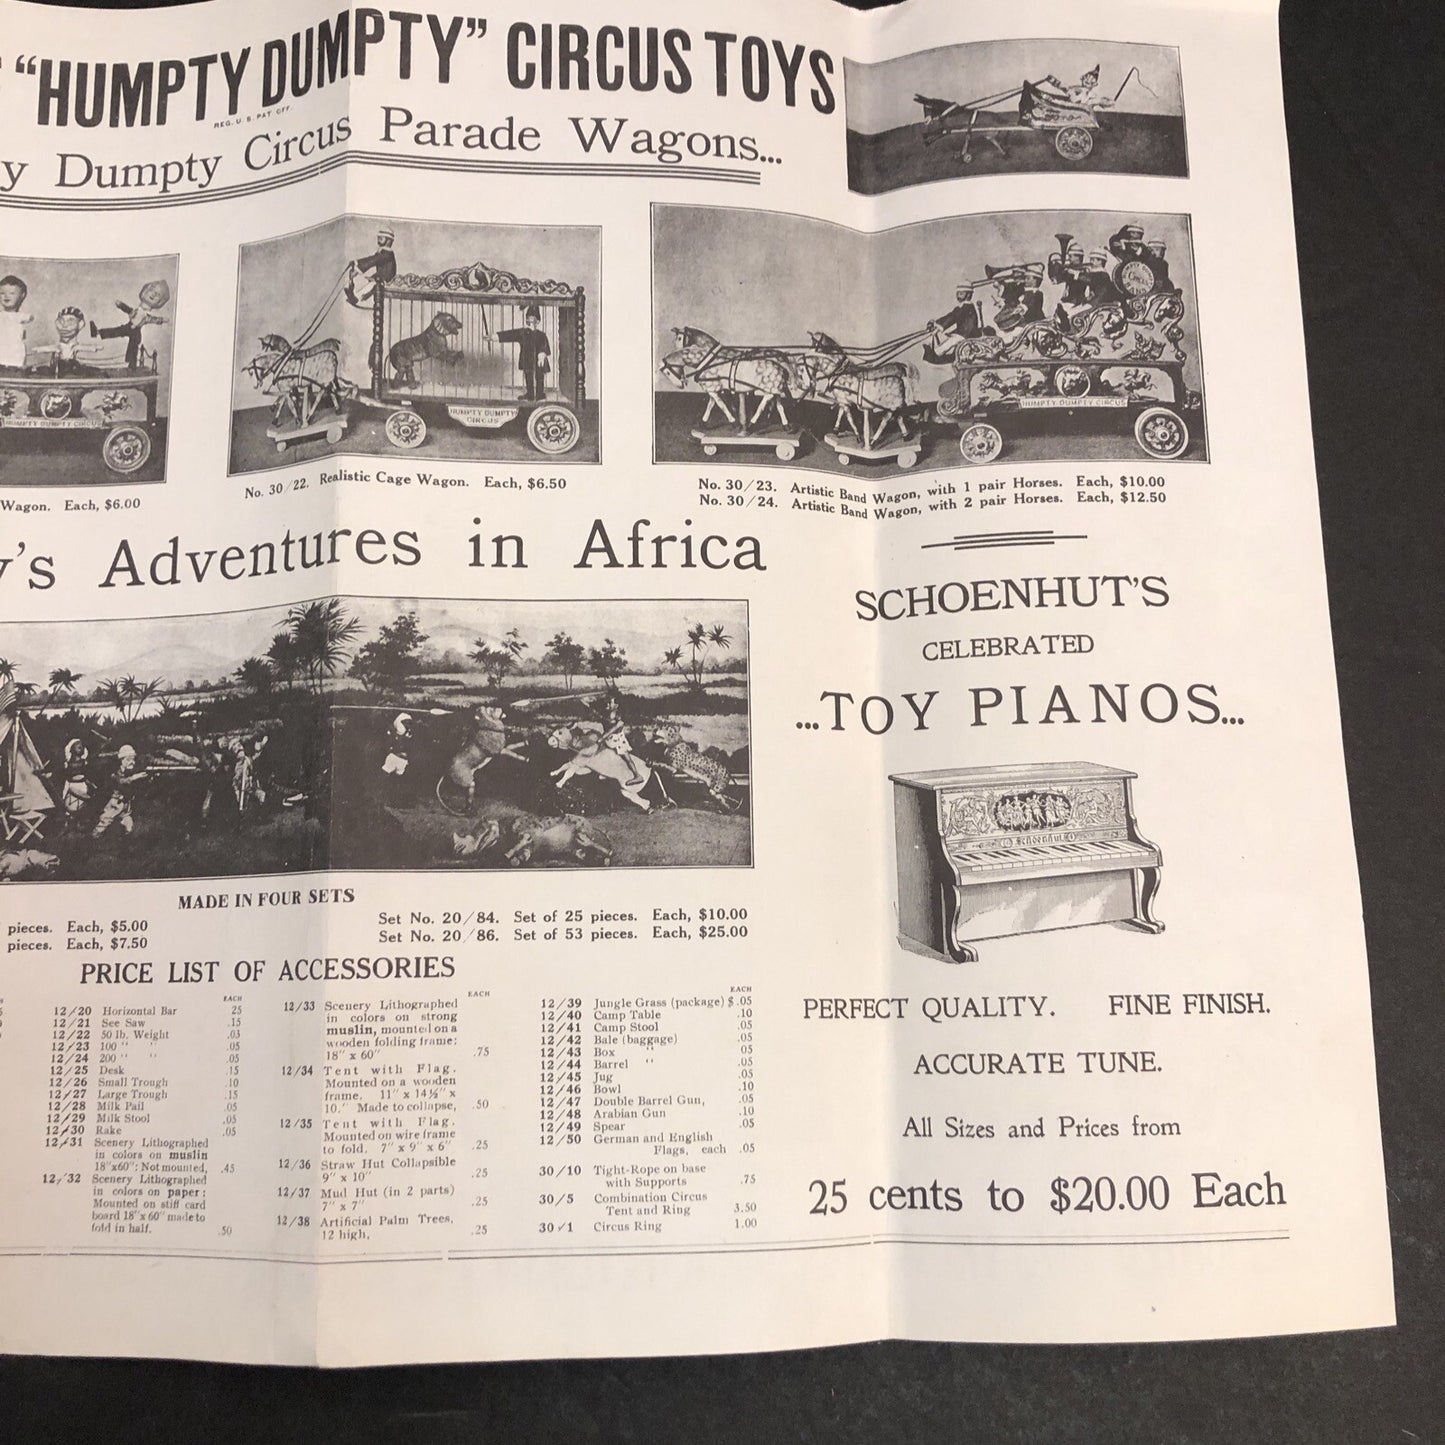 "HUMPTY DUMPTY" CIRCUS TOYS
REG. U. S. PAT. OFF.
y Dumpty Circus Parade Wagons...
HUMPTY DUMPTY CIRCUS
HUMPTY DUMPTY
CIRCUS
HUMPTY-DUMPTY CIRCUS
Wagon. Each, $6.00
No. 30/22. Realistic Cage Wagon. Each, $6.50
No. 30/23. Artistic Band Wagon, with 1 pair Horses. Each, $10.00
No. 30/24. Artistic Band Wagon, with 2 pair Horses. Each, $12.50
y's Adventures in Africa
MADE IN FOUR SETS
pieces. Each, $5.00
pieces. Each, $7.50
Set No. 20/84. Set of 25 pieces. Each, $10.00
Set No. 20/86. Set of 53 pieces. Each, $25.00
PRICE LIST OF ACCESSORIES
EACH
12/20 Horizontal Bar 25
12/21 See Saw .15
12/22 50 lb. Weight .03
12/23 100 " " .05
12/24 200 " " .05
12/25 Desk .15
12/26 Small Trough .10
12/27 Large Trough .15
12/28 Milk Pail .05
12/29 Milk Stool .05
12/30 Rake .05
12/31 Scenery Lithographed
in colors on muslin
18"x60": Not mounted, .45
12/32 Scenery Lithographed
in colors on paper:
Mounted on stiff card
board 18"x60" made to
fold in half. .50
EACH
12/33 Scenery Lithographed
in colors on strong
muslin, mounted on a
wooden folding frame:
18" x 60" .75
12/34 Tent with Flag.
Mounted on a wooden
frame. 11" x 14½" x
10." Made to collapse, .50
12/35 Tent with Flag.
Mounted on wire frame
to fold. 7" x 9" x 6" .25
12/36 Straw Hut Collapsible
9" x 10" .25
12/37 Mud Hut (in 2 parts)
7" x 7" .25
12/38 Artificial Palm Trees,
12 high, .25
EACH
12/39 Jungle Grass (package) $.05
12/40 Camp Table .10
12/41 Camp Stool .05
12/42 Bale (baggage) .05
12/43 Box " 05
12/44 Barrel " .05
12/45 Jug .05
12/46 Bowl .10
12/47 Double Barrel Gun, .05
12/48 Arabian Gun .10
12/49 Spear .05
12/50 German and English
Flags, each .05
30/10 Tight-Rope on base
with Supports .75
30/5 Combination Circus
Tent and Ring 3.50
30/1 Circus Ring 1.00
SCHOENHUT'S
CELEBRATED
...TOY PIANOS...
Schoenhut
PERFECT QUALITY. FINE FINISH.
ACCURATE TUNE.
All Sizes and Prices from
25 cents to $20.00 Each